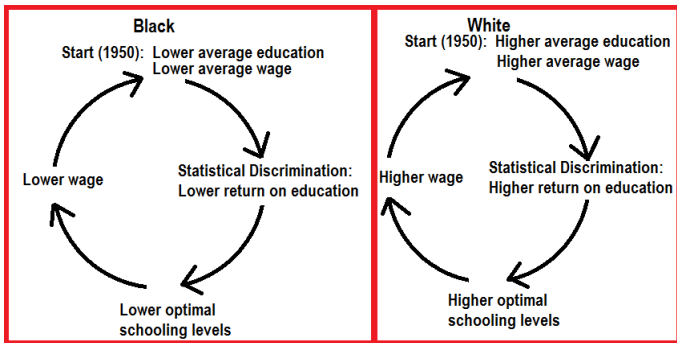 Black
Start (1950): Lower average education
Lower average wage
Statistical Discrimination:
Lower return on education
Lower wage
Lower optimal
schooling levels
White
Start (1950): Higher average education
Higher average wage
Statistical Discrimination:
Higher return on education
Higher wage
Higher optimal
schooling levels